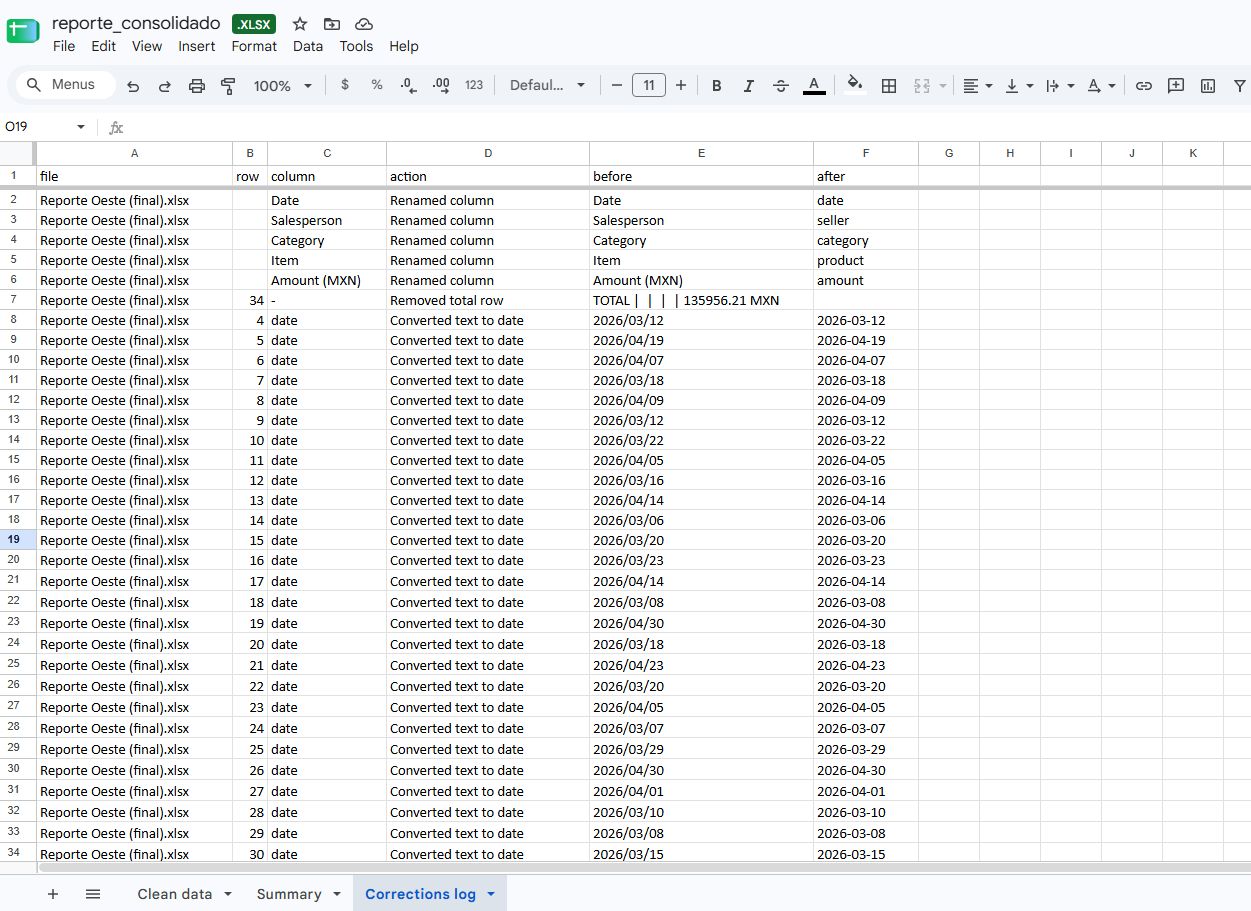 reporte_consolidado .XLSX
File Edit View Insert Format Data Tools Help
Menus 100% $ % .0 .00 123 Defaul... − 11 + B I S A
O19 fx
A B C D E F G H I J K
1 file row column action before after
2 Reporte Oeste (final).xlsx Date Renamed column Date date
3 Reporte Oeste (final).xlsx Salesperson Renamed column Salesperson seller
4 Reporte Oeste (final).xlsx Category Renamed column Category category
5 Reporte Oeste (final).xlsx Item Renamed column Item product
6 Reporte Oeste (final).xlsx Amount (MXN) Renamed column Amount (MXN) amount
7 Reporte Oeste (final).xlsx 34 - Removed total row TOTAL | | | | 135956.21 MXN
8 Reporte Oeste (final).xlsx 4 date Converted text to date 2026/03/12 2026-03-12
9 Reporte Oeste (final).xlsx 5 date Converted text to date 2026/04/19 2026-04-19
10 Reporte Oeste (final).xlsx 6 date Converted text to date 2026/04/07 2026-04-07
11 Reporte Oeste (final).xlsx 7 date Converted text to date 2026/03/18 2026-03-18
12 Reporte Oeste (final).xlsx 8 date Converted text to date 2026/04/09 2026-04-09
13 Reporte Oeste (final).xlsx 9 date Converted text to date 2026/03/12 2026-03-12
14 Reporte Oeste (final).xlsx 10 date Converted text to date 2026/03/22 2026-03-22
15 Reporte Oeste (final).xlsx 11 date Converted text to date 2026/04/05 2026-04-05
16 Reporte Oeste (final).xlsx 12 date Converted text to date 2026/03/16 2026-03-16
17 Reporte Oeste (final).xlsx 13 date Converted text to date 2026/04/14 2026-04-14
18 Reporte Oeste (final).xlsx 14 date Converted text to date 2026/03/06 2026-03-06
19 Reporte Oeste (final).xlsx 15 date Converted text to date 2026/03/20 2026-03-20
20 Reporte Oeste (final).xlsx 16 date Converted text to date 2026/03/23 2026-03-23
21 Reporte Oeste (final).xlsx 17 date Converted text to date 2026/04/14 2026-04-14
22 Reporte Oeste (final).xlsx 18 date Converted text to date 2026/03/08 2026-03-08
23 Reporte Oeste (final).xlsx 19 date Converted text to date 2026/04/30 2026-04-30
24 Reporte Oeste (final).xlsx 20 date Converted text to date 2026/03/18 2026-03-18
25 Reporte Oeste (final).xlsx 21 date Converted text to date 2026/04/23 2026-04-23
26 Reporte Oeste (final).xlsx 22 date Converted text to date 2026/03/20 2026-03-20
27 Reporte Oeste (final).xlsx 23 date Converted text to date 2026/04/05 2026-04-05
28 Reporte Oeste (final).xlsx 24 date Converted text to date 2026/03/07 2026-03-07
29 Reporte Oeste (final).xlsx 25 date Converted text to date 2026/03/29 2026-03-29
30 Reporte Oeste (final).xlsx 26 date Converted text to date 2026/04/30 2026-04-30
31 Reporte Oeste (final).xlsx 27 date Converted text to date 2026/04/01 2026-04-01
32 Reporte Oeste (final).xlsx 28 date Converted text to date 2026/03/10 2026-03-10
33 Reporte Oeste (final).xlsx 29 date Converted text to date 2026/03/08 2026-03-08
34 Reporte Oeste (final).xlsx 30 date Converted text to date 2026/03/15 2026-03-15
+ Clean data Summary Corrections log